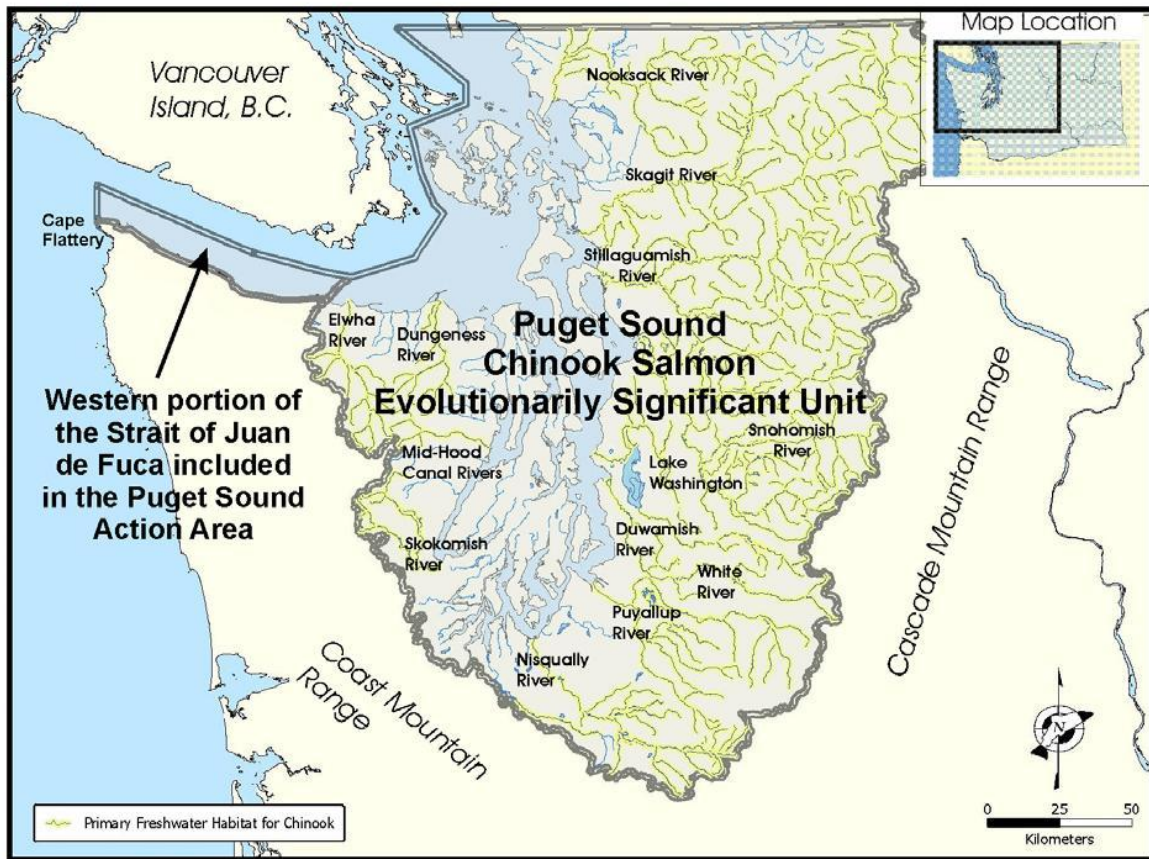 Map Location
Vancouver
Island, B.C.
Nooksack River
Skagit River
Cape
Flattery
Stillaguamish
River
Elwha
River
Dungeness
River
Puget Sound
Chinook Salmon
Evolutionarily Significant Unit
Western portion of
the Strait of Juan
de Fuca included
in the Puget Sound
Action Area
Snohomish
River
Mid-Hood
Canal Rivers
Lake
Washington
Cascade Mountain Range
Skokomish
River
Duwamish
River
White
River
Puyallup
River
Nisqually
River
Coast Mountain
Range
N
Primary Freshwater Habitat for Chinook
0 25 50
Kilometers